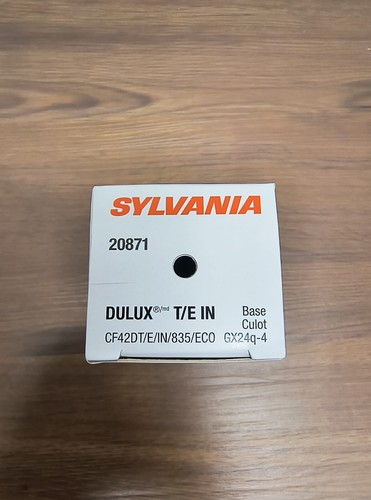 SYLVANIA
20871
DULUX®/md T/E IN Base
Culot
CF42DT/E/IN/835/ECO GX24q-4